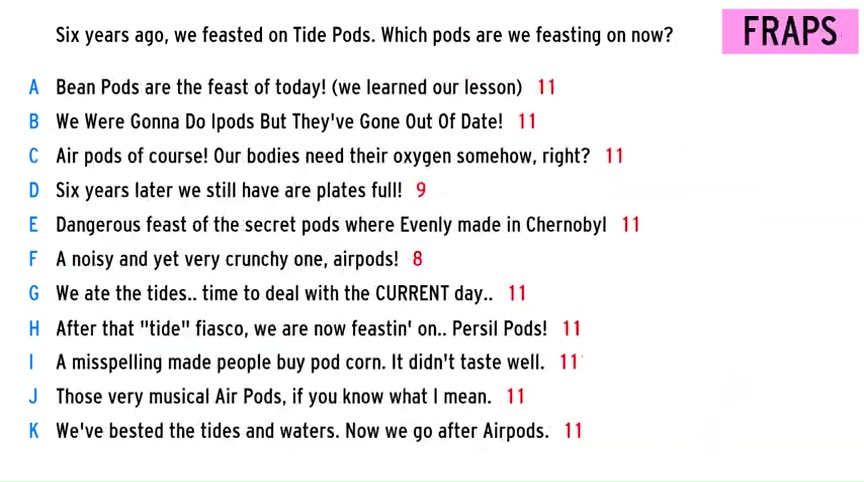 Six years ago, we feasted on Tide Pods. Which pods are we feasting on now?
FRAPS
A Bean Pods are the feast of today! (we learned our lesson) 11
B We Were Gonna Do Ipods But They've Gone Out Of Date! 11
C Air pods of course! Our bodies need their oxygen somehow, right? 11
D Six years later we still have are plates full! 9
E Dangerous feast of the secret pods where Evenly made in Chernobyl 11
F A noisy and yet very crunchy one, airpods! 8
G We ate the tides.. time to deal with the CURRENT day.. 11
H After that "tide" fiasco, we are now feastin' on.. Persil Pods! 11
I A misspelling made people buy pod corn. It didn't taste well. 11
J Those very musical Air Pods, if you know what I mean. 11
K We've bested the tides and waters. Now we go after Airpods. 11